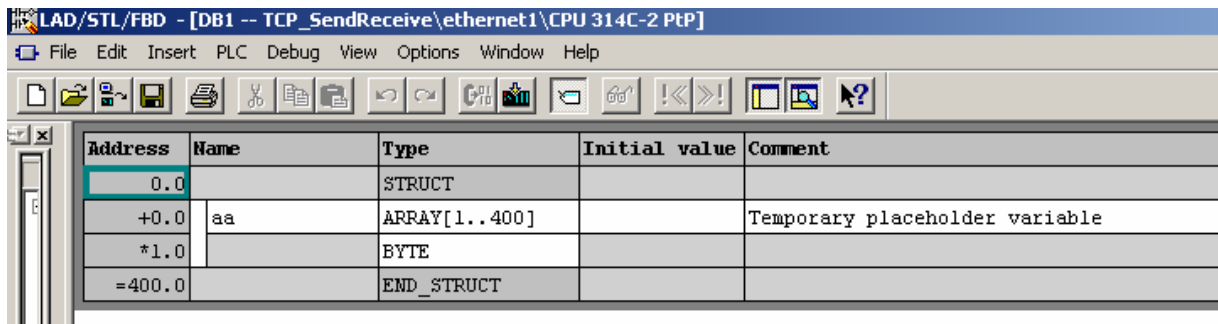 LAD/STL/FBD - [DB1 -- TCP_SendReceive\ethernet1\CPU 314C-2 PtP]
File Edit Insert PLC Debug View Options Window Help
Address Name Type Initial value Comment
0.0 STRUCT
+0.0 aa ARRAY[1..400] Temporary placeholder variable
*1.0 BYTE
=400.0 END_STRUCT